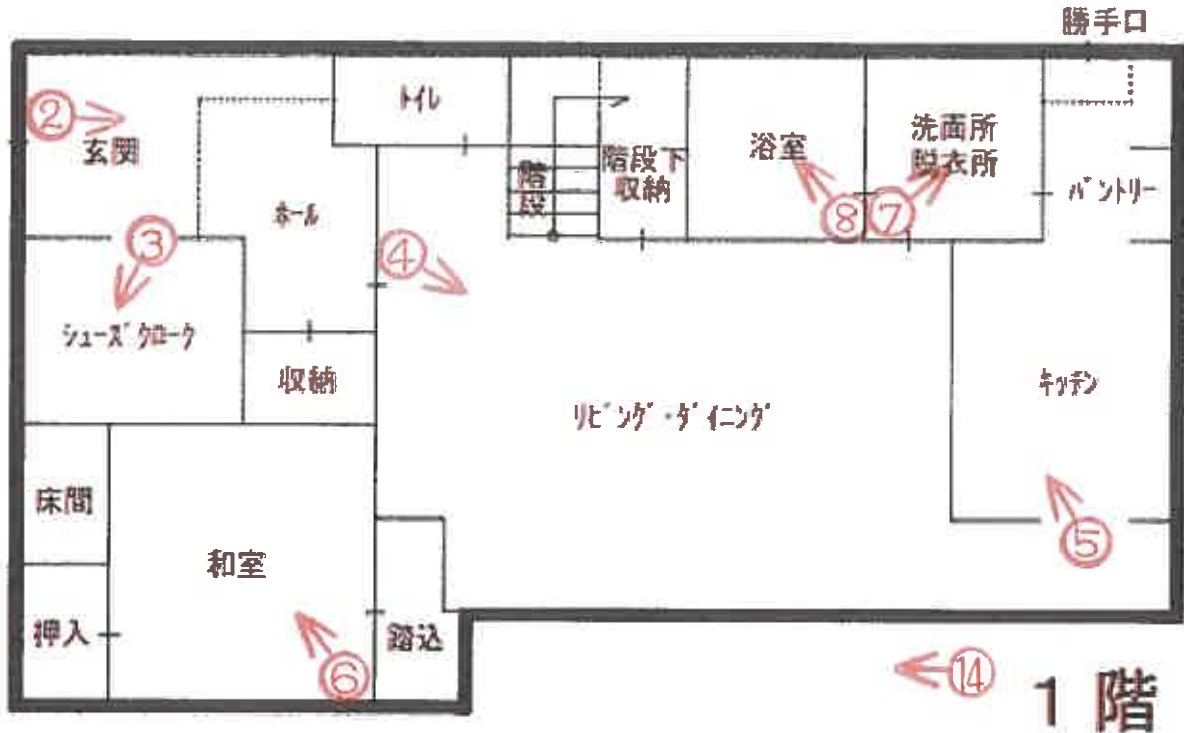 勝手口
②
玄関
トイレ
階段
階段下
収納
浴室
洗面所
脱衣所
パントリー
ホール
③
④
⑧
⑦
シューズクローク
収納
リビング・ダイニング
キッチン
床間
和室
⑤
押入
踏込
⑥
⑭
1階